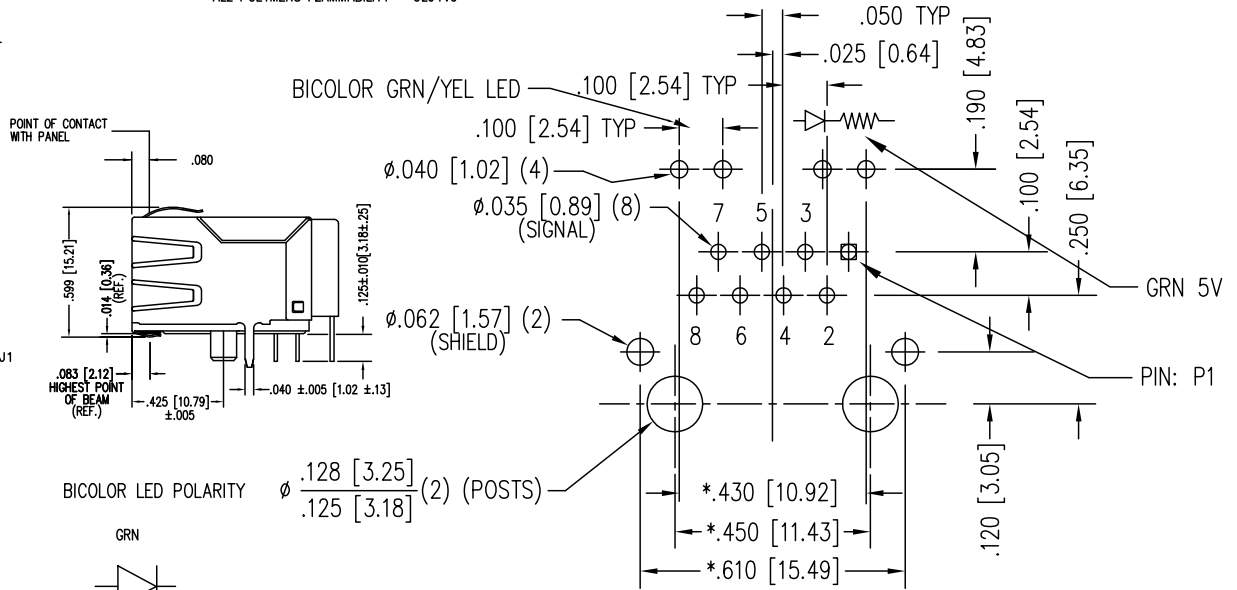 .050 TYP
.025 [0.64]
.190 [4.83]
BICOLOR GRN/YEL LED
.100 [2.54] TYP
.100 [2.54] TYP
.100 [2.54]
.250 [6.35]
POINT OF CONTACT
WITH PANEL
.080
ø.040 [1.02] (4)
ø.035 [0.89] (8)
(SIGNAL)
7 5 3
.599 [15.21]
.014 [0.36]
(REF.)
.125±.010[3.18±.25]
GRN 5V
ø.062 [1.57] (2)
(SHIELD)
8 6 4 2
J1
.083 [2.12]
HIGHEST POINT
OF BEAM
(REF.)
.425 [10.79]
±.005
.040 ±.005 [1.02 ±.13]
PIN: P1
BICOLOR LED POLARITY
ø .128 [3.25]
.125 [3.18]
(2) (POSTS)
*.430 [10.92]
*.450 [11.43]
*.610 [15.49]
.120 [3.05]
GRN